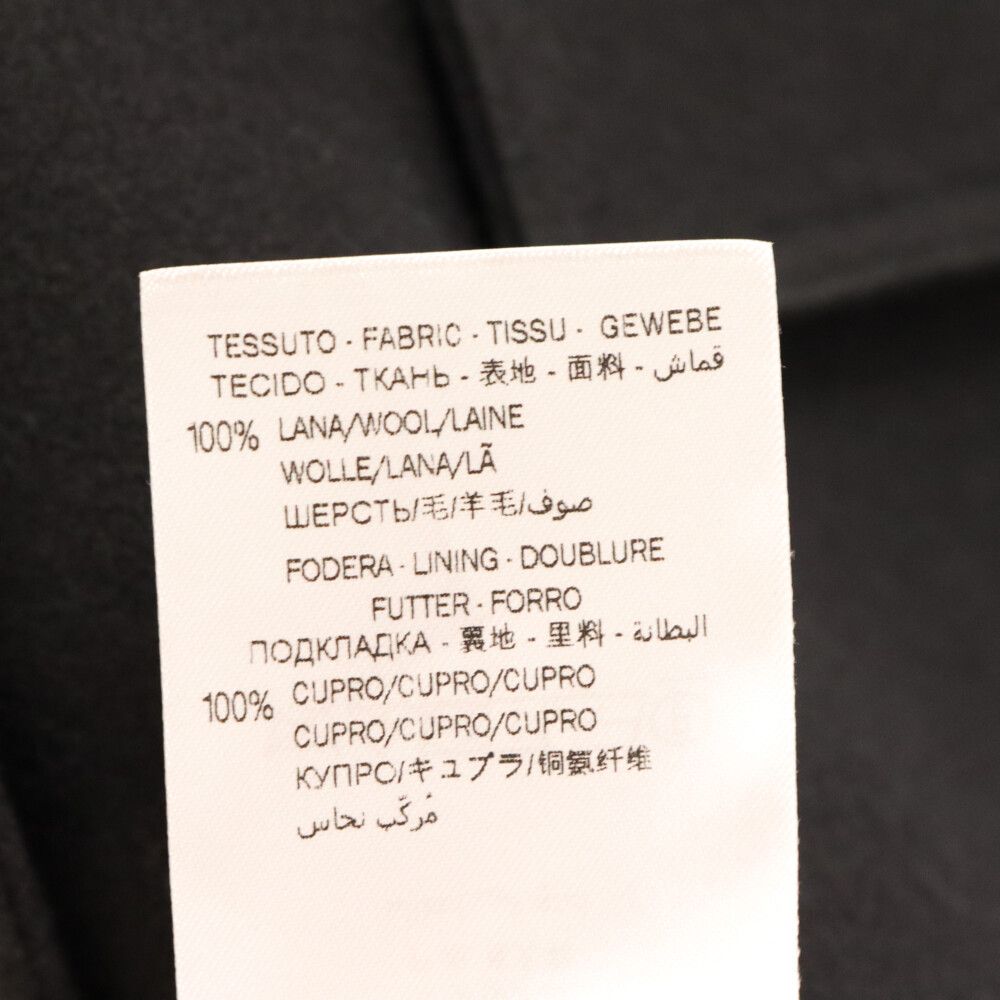 TESSUTO - FABRIC - TISSU - GEWEBE
TECIDO - ТКАНЬ - 表地 - 面料 - قماش
100% LANA/WOOL/LAINE
WOLLE/LANA/LÃ
ШЕРСТЬ/毛/羊毛/صوف
FODERA - LINING - DOUBLURE
FUTTER - FORRO
ПОДКЛАДКА - 裏地 - 里料 - البطانة
100% CUPRO/CUPRO/CUPRO
CUPRO/CUPRO/CUPRO
КУПРО/キュプラ/铜氨纤维
مُركّب نحاس